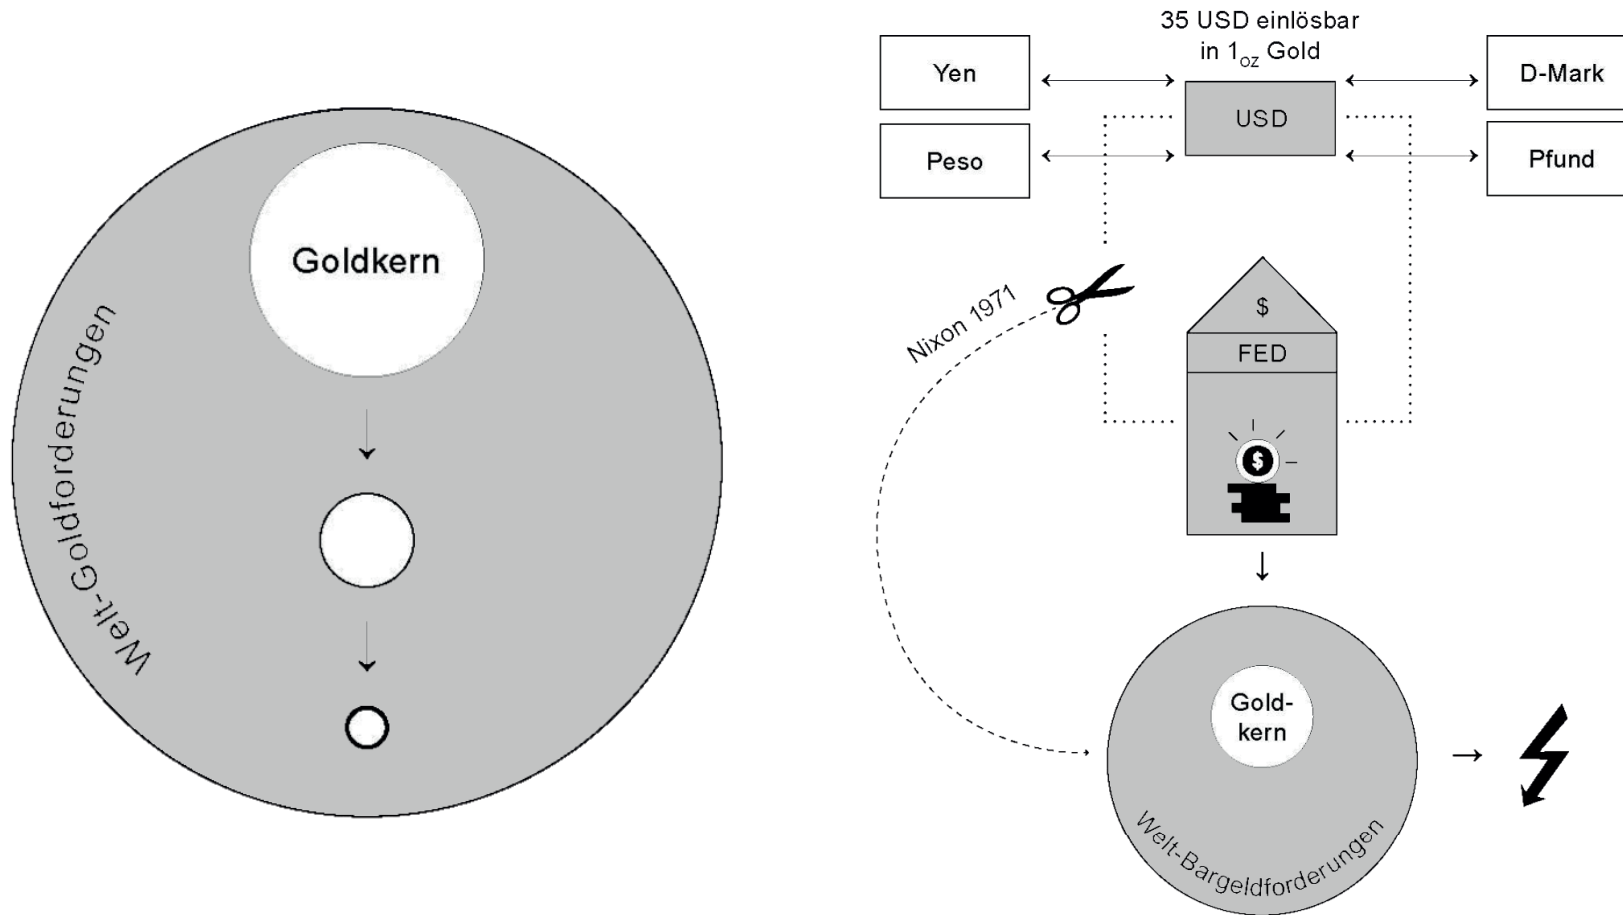 Goldkern
Welt-Goldforderungen
35 USD einlösbar
in 1oz Gold
Yen
D-Mark
USD
Peso
Pfund
Nixon 1971
$
FED
$
Gold-
kern
Welt-Bargeldforderungen